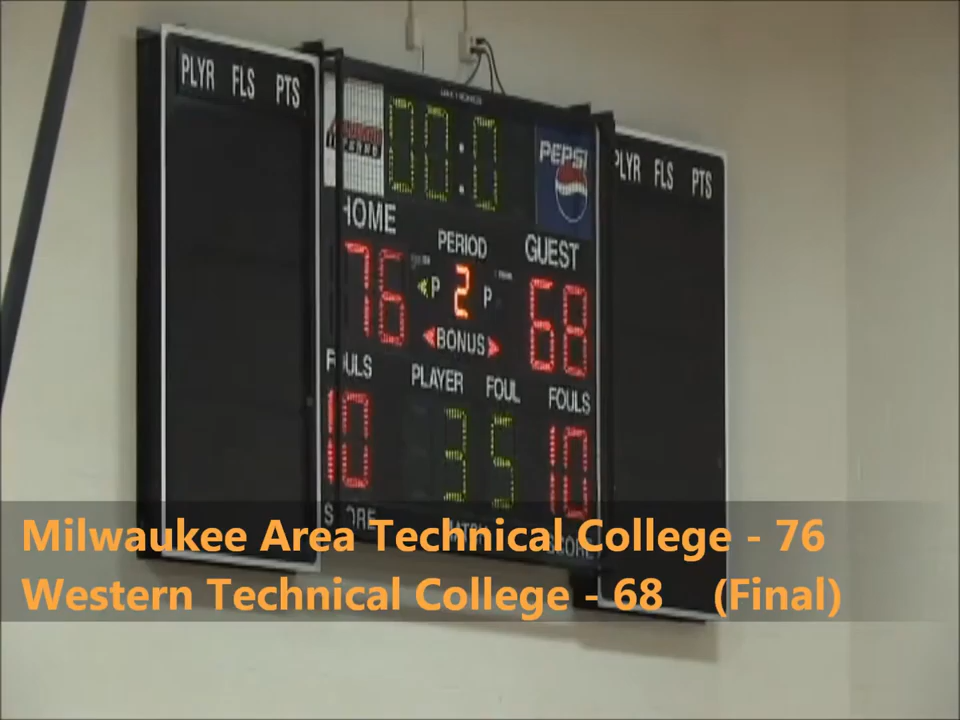 PLYR FLS PTS
00:0
PEPSI
PLYR FLS PTS
HOME
PERIOD
GUEST
76
P 2 P
68
BONUS
FOULS
PLAYER FOUL
FOULS
10
3 5
10
Milwaukee Area Technical College - 76
Western Technical College - 68 (Final)